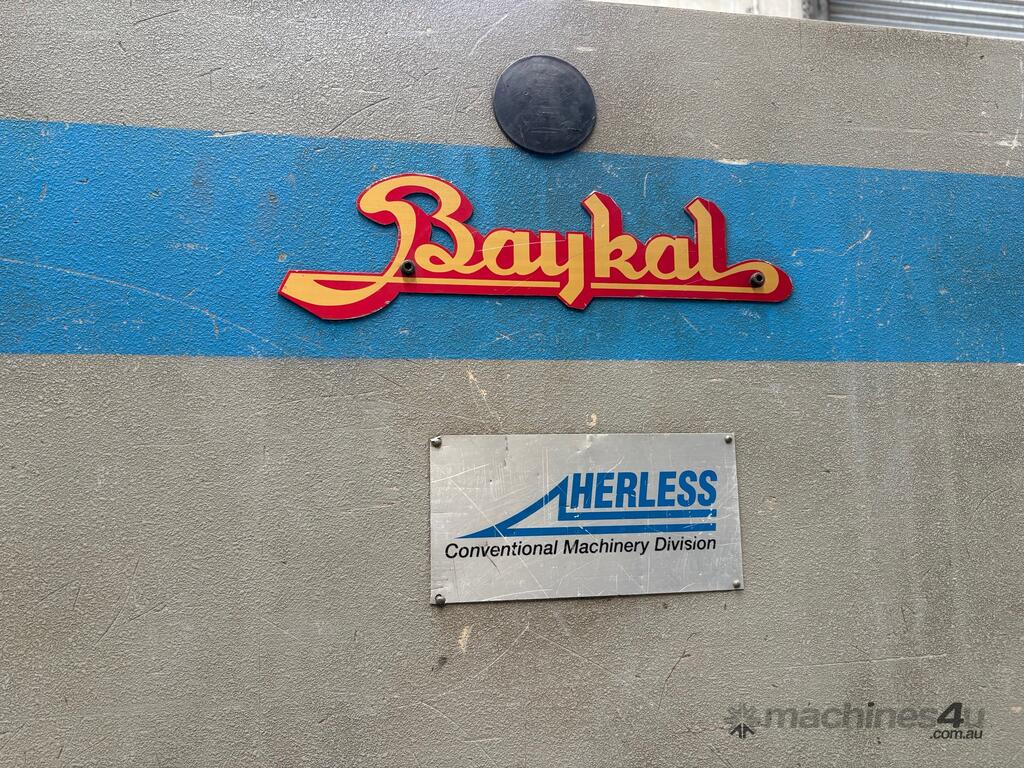 Baykal
HERLESS
Conventional Machinery Division
machines4u
.com.au